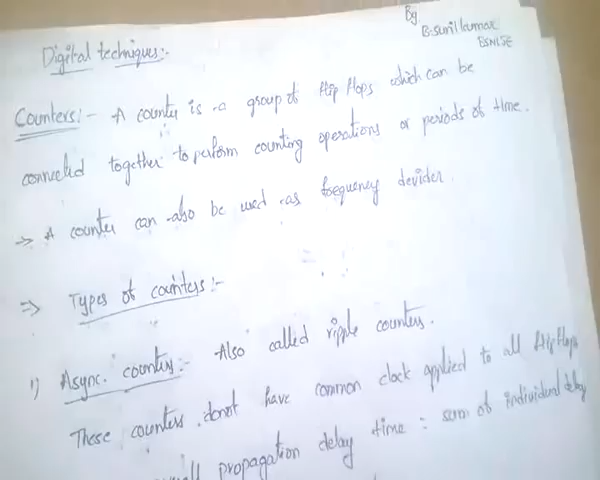 By
B.sunil kumar
BSNISE
Digital techniques:-
Counters:- A counter is a group of flip flops which can be
connected together to perform counting operations or periods of time.
→ A counter can also be used as frequency devider.
⇒ Types of counters:-
1) Async. counters:- Also called ripple counters.
These counters donot have common clock applied to all flip flops
propagation delay time = sum of individual delay